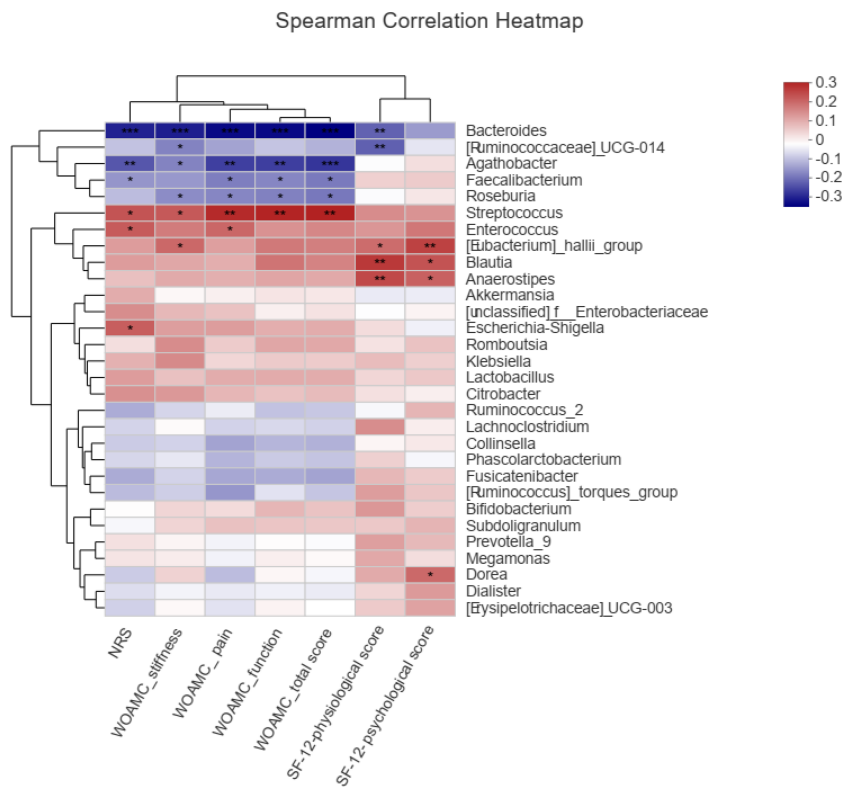 Spearman Correlation Heatmap
0.3
0.2
0.1
0
-0.1
-0.2
-0.3
*** *** *** *** *** ** Bacteroides
* ** [Ruminococcaceae]_UCG-014
** * ** ** *** Agathobacter
* * * * Faecalibacterium
* * * * Roseburia
* * ** ** ** Streptococcus
* * Enterococcus
* * ** [Eubacterium]_hallii_group
** * Blautia
** * Anaerostipes
Akkermansia
[unclassified]_f__Enterobacteriaceae
* Escherichia-Shigella
Romboutsia
Klebsiella
Lactobacillus
Citrobacter
Ruminococcus_2
Lachnoclostridium
Collinsella
Phascolarctobacterium
Fusicatenibacter
[Ruminococcus]_torques_group
Bifidobacterium
Subdoligranulum
Prevotella_9
Megamonas
* Dorea
Dialister
[Erysipelotrichaceae]_UCG-003
NRS
WOAMC_stiffness
WOAMC_ pain
WOAMC_function
WOAMC_total score
SF-12-physiological score
SF-12- psychological score